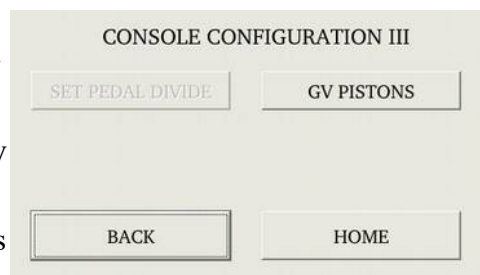 CONSOLE CONFIGURATION III
SET PEDAL DIVIDE GV PISTONS
BACK HOME